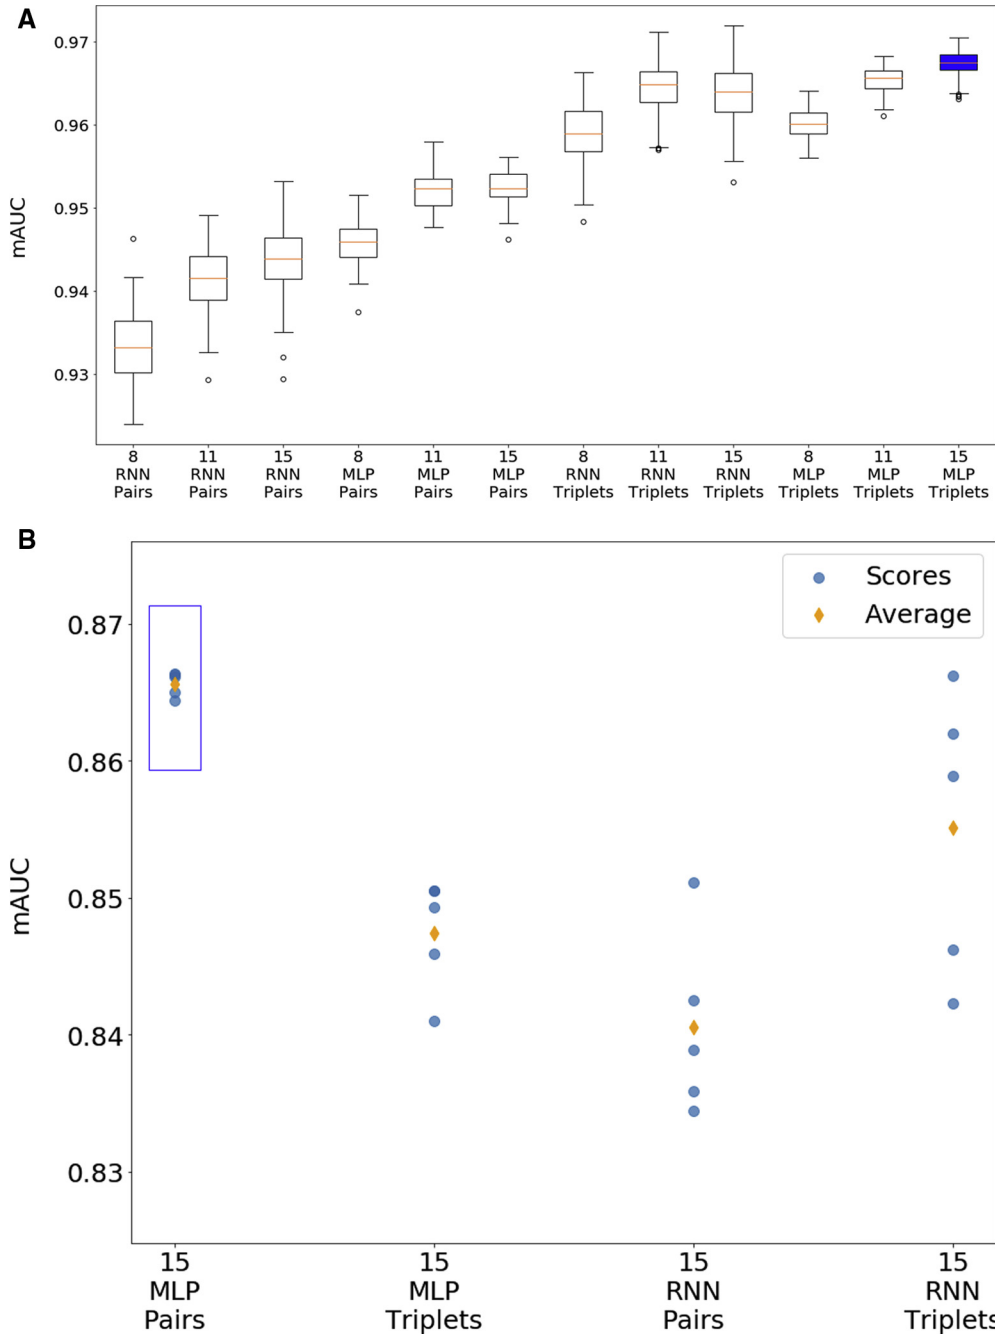 A
0.97
0.96
0.95
0.94
0.93
mAUC
8 11 15 8 11 15 8 11 15 8 11 15
RNN RNN RNN MLP MLP MLP RNN RNN RNN MLP MLP MLP
Pairs Pairs Pairs Pairs Pairs Pairs Triplets Triplets Triplets Triplets Triplets Triplets
B
Scores
Average
0.87
0.86
0.85
0.84
0.83
mAUC
15 15 15 15
MLP MLP RNN RNN
Pairs Triplets Pairs Triplets